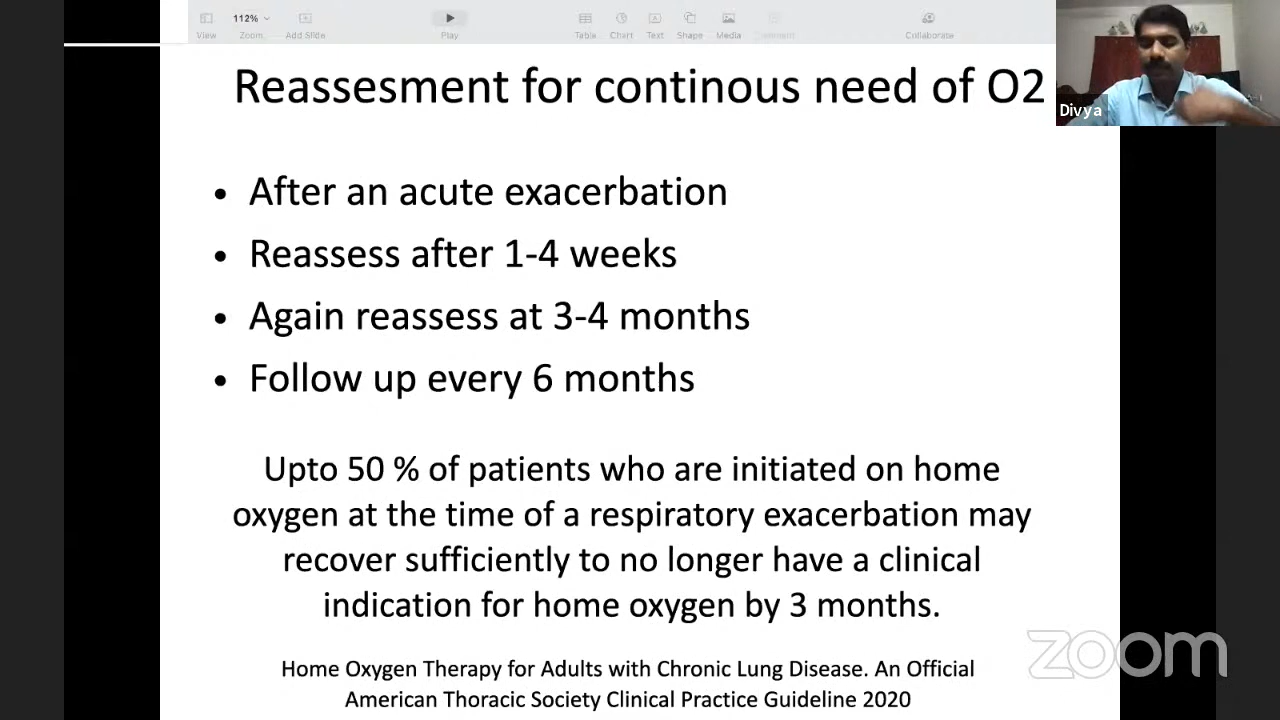 112%
View
Zoom
Add Slide
Play
Table
Chart
Text
Shape
Media
Comment
Collaborate
Reassesment for continous need of O2
Divya
• After an acute exacerbation
• Reassess after 1-4 weeks
• Again reassess at 3-4 months
• Follow up every 6 months
Upto 50 % of patients who are initiated on home
oxygen at the time of a respiratory exacerbation may
recover sufficiently to no longer have a clinical
indication for home oxygen by 3 months.
Home Oxygen Therapy for Adults with Chronic Lung Disease. An Official
American Thoracic Society Clinical Practice Guideline 2020
zoom